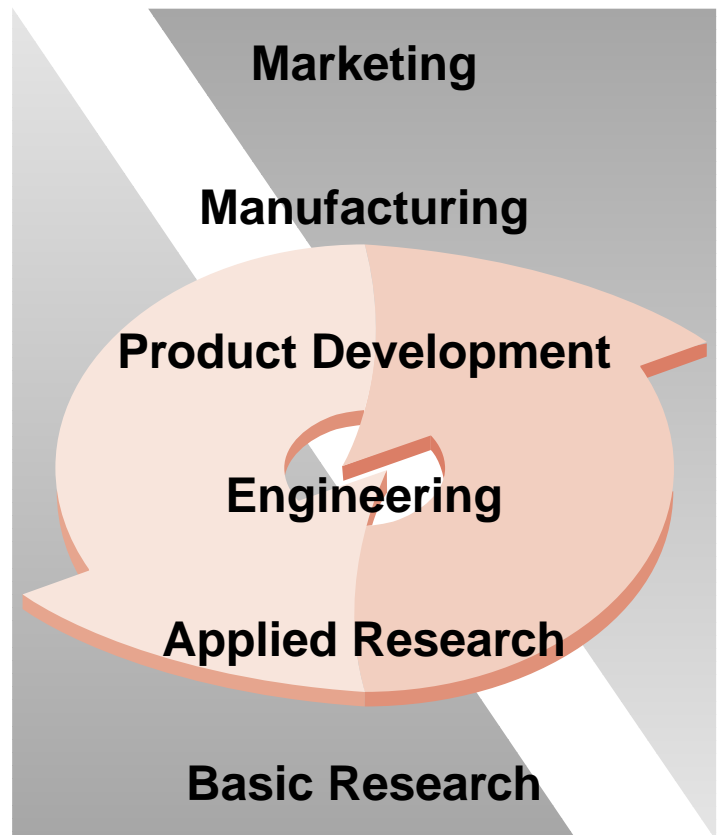 Marketing
Manufacturing
Product Development
Engineering
Applied Research
Basic Research